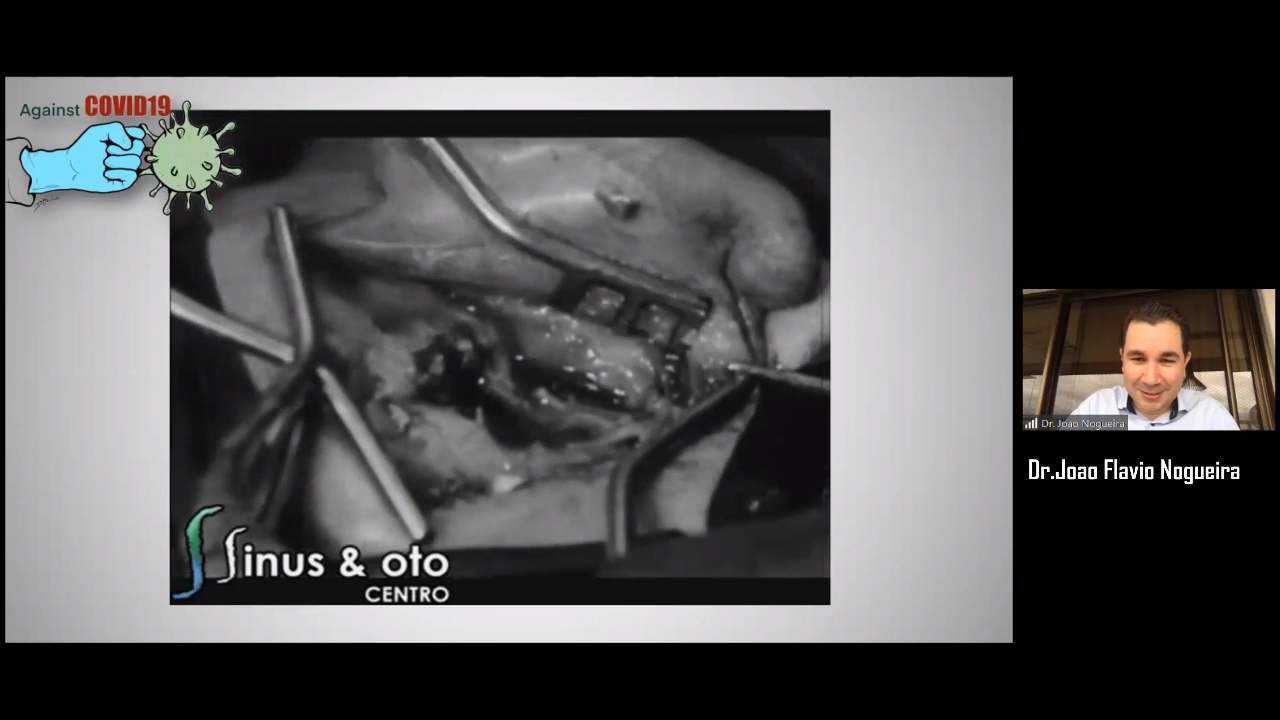 Against COVID19
Sinus & oto
CENTRO
Dr. Joao Nogueira
Dr.Joao Flavio Nogueira